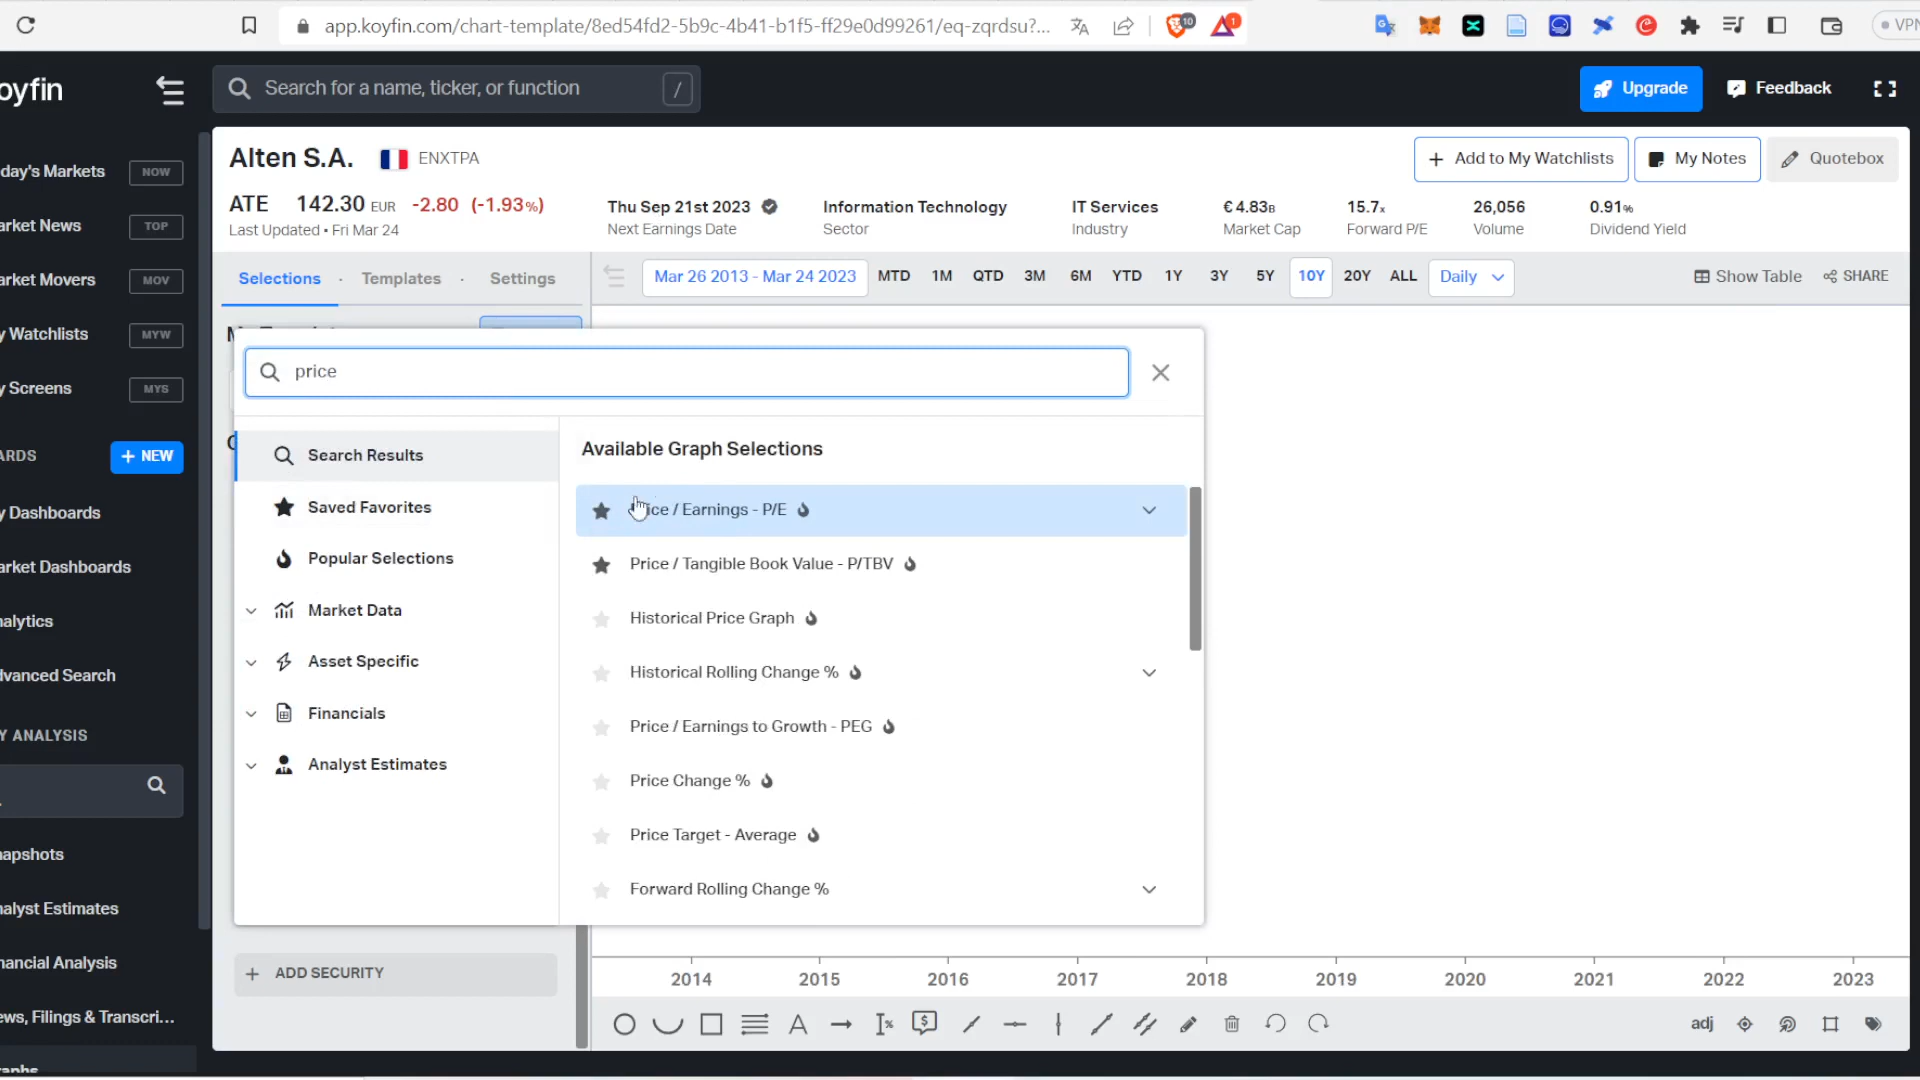 app.koyfin.com/chart-template/8ed54fd2-5b9c-4b41-b1f5-ff29e0d99261/eq-zqrdsu?...
10
1
VPN
oyfin
Search for a name, ticker, or function
/
Upgrade
Feedback
day's Markets NOW
arket News TOP
arket Movers MOV
y Watchlists MYW
y Screens MYS
ARDS
+ NEW
y Dashboards
arket Dashboards
nalytics
dvanced Search
Y ANALYSIS
napshots
nalyst Estimates
nancial Analysis
ews, Filings & Transcri...
Alten S.A. ENXTPA
+ Add to My Watchlists
My Notes
Quotebox
ATE 142.30 EUR -2.80 (-1.93%)
Last Updated • Fri Mar 24
Thu Sep 21st 2023
Next Earnings Date
Information Technology
Sector
IT Services
Industry
€4.83B
Market Cap
15.7x
Forward P/E
26,056
Volume
0.91%
Dividend Yield
Selections · Templates · Settings
Mar 26 2013 - Mar 24 2023 MTD 1M QTD 3M 6M YTD 1Y 3Y 5Y 10Y 20Y ALL Daily
Show Table SHARE
price
Search Results
Saved Favorites
Popular Selections
Market Data
Asset Specific
Financials
Analyst Estimates
Available Graph Selections
ice / Earnings - P/E
Price / Tangible Book Value - P/TBV
Historical Price Graph
Historical Rolling Change %
Price / Earnings to Growth - PEG
Price Change %
Price Target - Average
Forward Rolling Change %
+ ADD SECURITY
2014 2015 2016 2017 2018 2019 2020 2021 2022 2023
A
adj